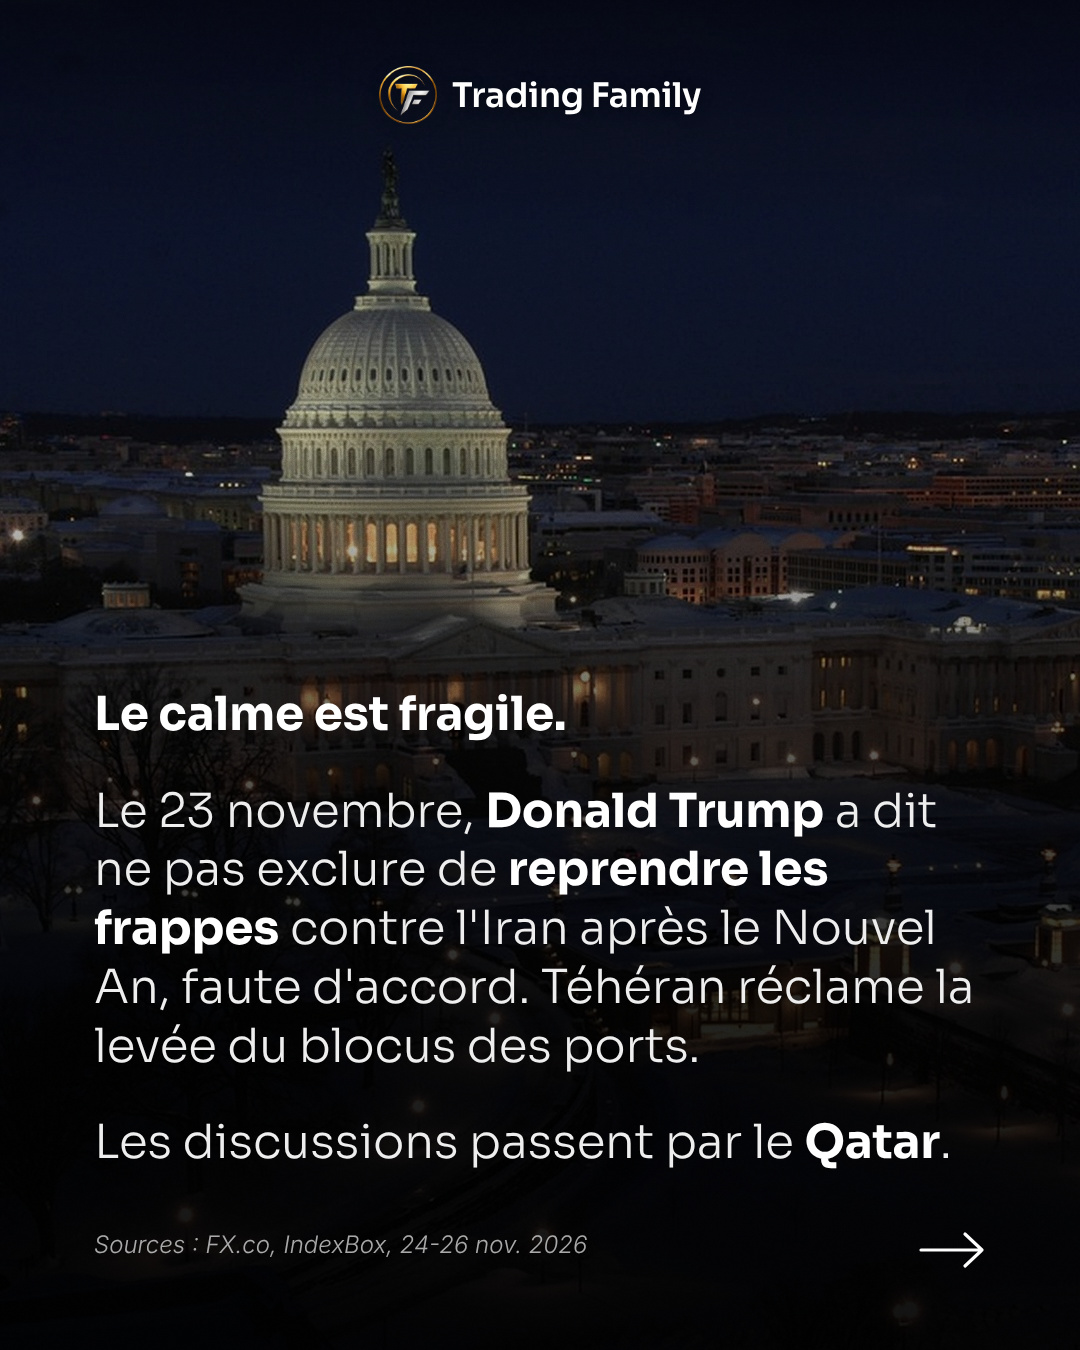 TF
Trading Family
Le calme est fragile.
Le 23 novembre, Donald Trump a dit
ne pas exclure de reprendre les
frappes contre l'Iran après le Nouvel
An, faute d'accord. Téhéran réclame la
levée du blocus des ports.
Les discussions passent par le Qatar.
Sources : FX.co, IndexBox, 24-26 nov. 2026